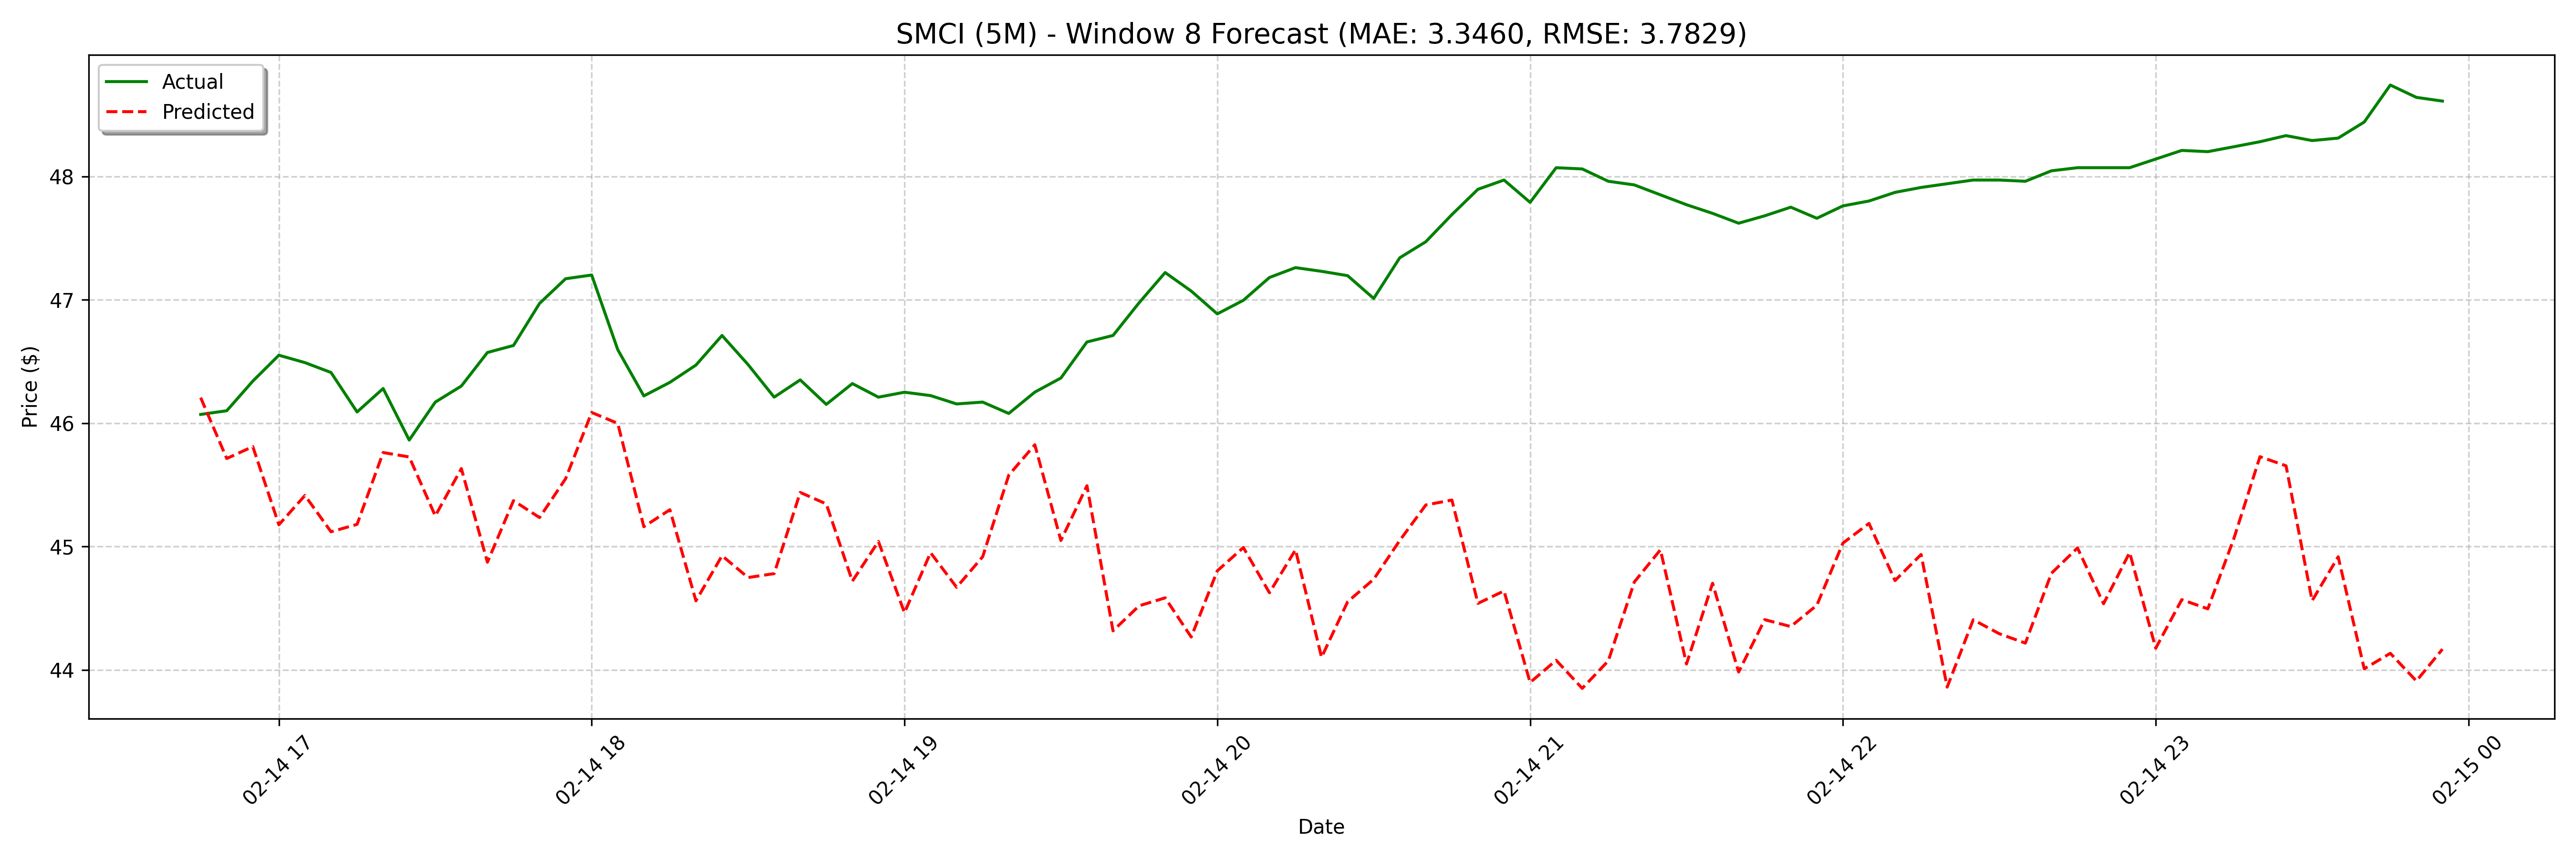 SMCI (5M) - Window 8 Forecast (MAE: 3.3460, RMSE: 3.7829)
Actual
Predicted
Price ($)
48
47
46
45
44
02-14 17
02-14 18
02-14 19
02-14 20
02-14 21
02-14 22
02-14 23
02-15 00
Date